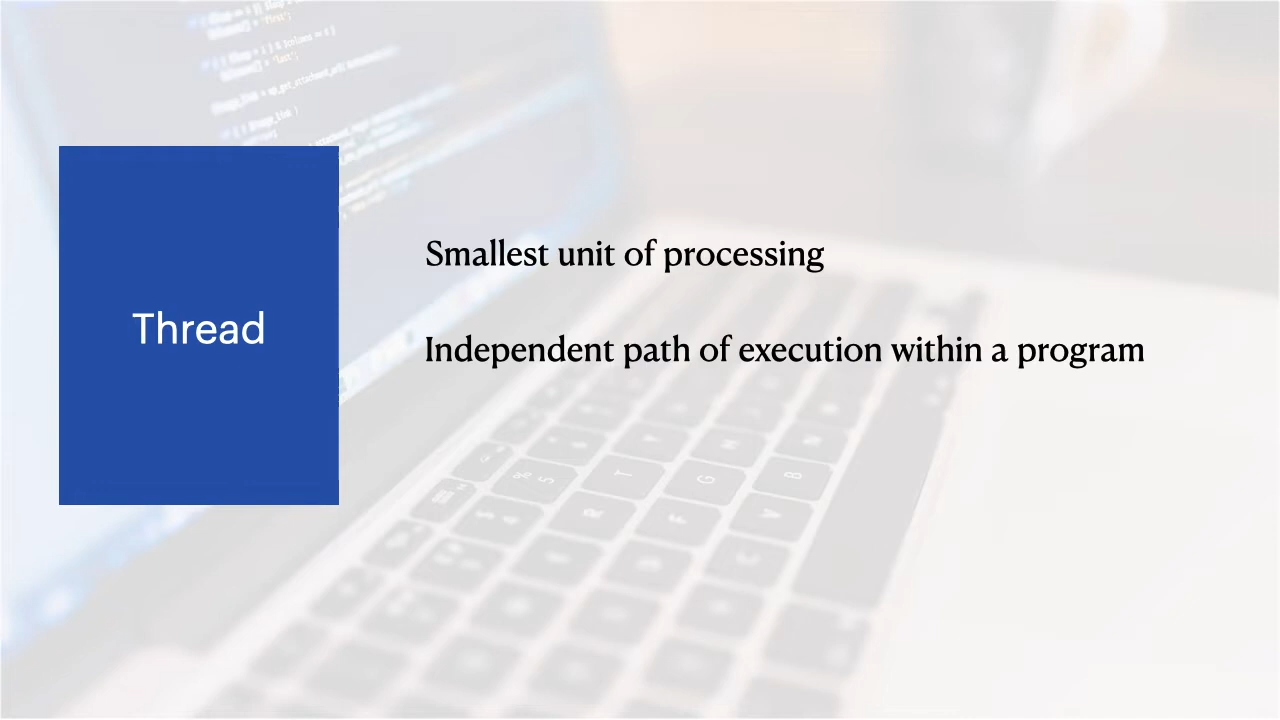 Thread
Smallest unit of processing
Independent path of execution within a program